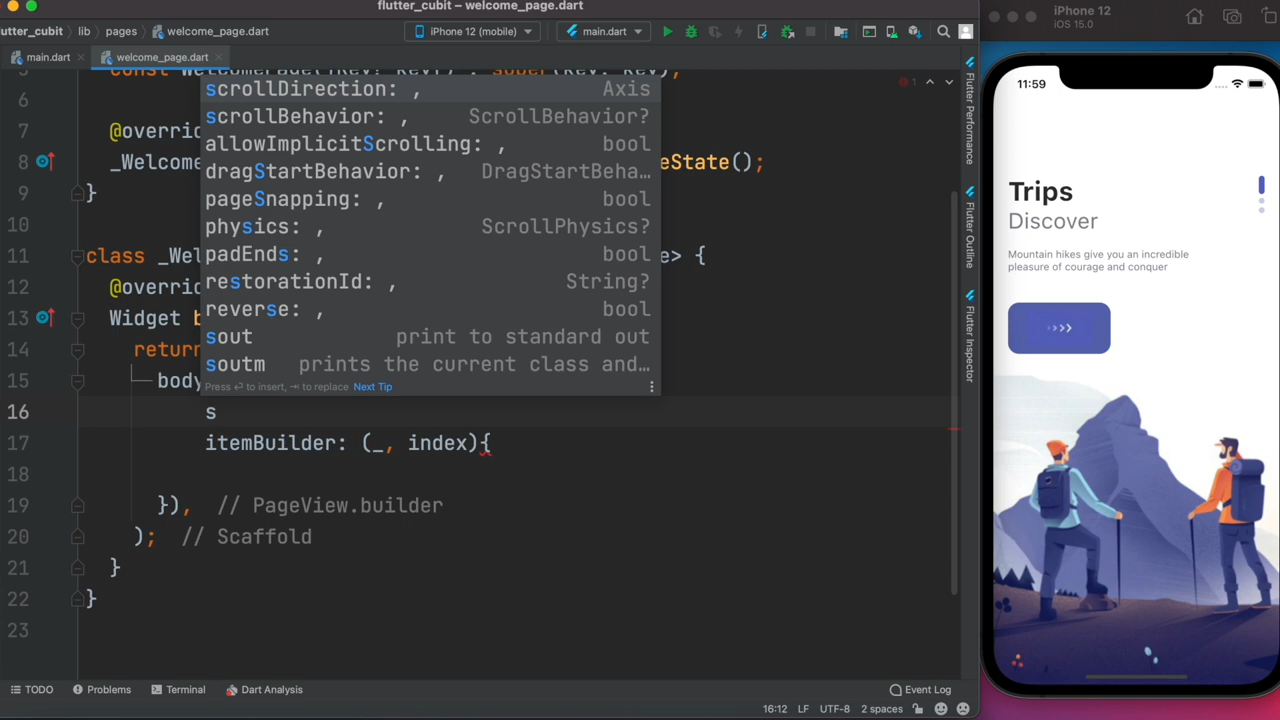 flutter_cubit – welcome_page.dart
utter_cubit lib pages welcome_page.dart
iPhone 12 (mobile) main.dart
main.dart welcome_page.dart
6
7 @overrid
8 _Welcome eState();
9 }
10
11 class _Wel e> {
12 @overrid
13 Widget b
14 return
15 body
16 s
17 itemBuilder: (_, index){
18
19 }), // PageView.builder
20 ); // Scaffold
21 }
22 }
23
scrollDirection: , Axis
scrollBehavior: , ScrollBehavior?
allowImplicitScrolling: , bool
dragStartBehavior: , DragStartBeha…
pageSnapping: , bool
physics: , ScrollPhysics?
padEnds: , bool
restorationId: , String?
reverse: , bool
sout print to standard out
soutm prints the current class and…
Press ⏎ to insert, ⇥ to replace Next Tip
1
Flutter Performance
Flutter Outline
Flutter Inspector
TODO Problems Terminal Dart Analysis Event Log
16:12 LF UTF-8 2 spaces
iPhone 12
iOS 15.0
11:59
Trips
Discover
Mountain hikes give you an incredible
pleasure of courage and conquer